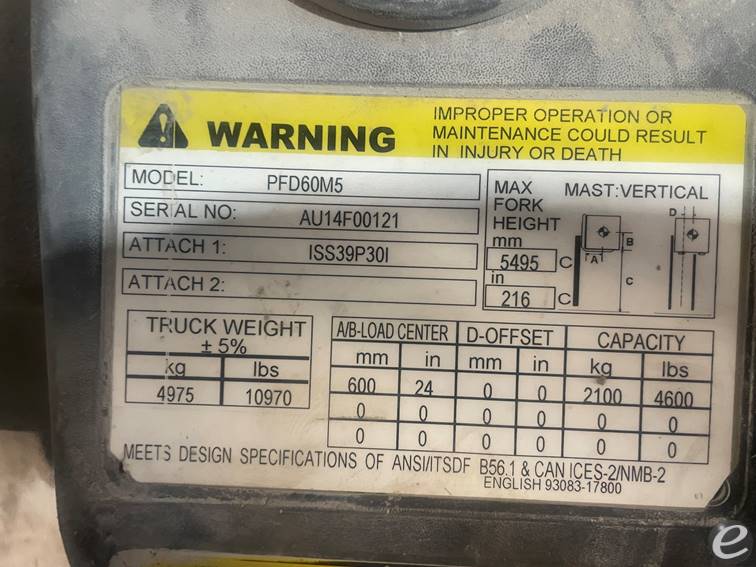 WARNING
IMPROPER OPERATION OR
MAINTENANCE COULD RESULT
IN INJURY OR DEATH
MODEL: PFD60M5
SERIAL NO: AU14F00121
ATTACH 1: ISS39P30I
ATTACH 2:
MAX FORK HEIGHT
MAST:VERTICAL
mm
5495 C
in
216 C
D
B
A
C
TRUCK WEIGHT
± 5%
kg lbs
4975 10970
A/B-LOAD CENTER D-OFFSET CAPACITY
mm in mm in kg lbs
600 24 0 0 2100 4600
0 0 0 0 0 0
0 0 0 0 0 0
MEETS DESIGN SPECIFICATIONS OF ANSI/ITSDF B56.1 & CAN ICES-2/NMB-2
ENGLISH 93083-17800
e